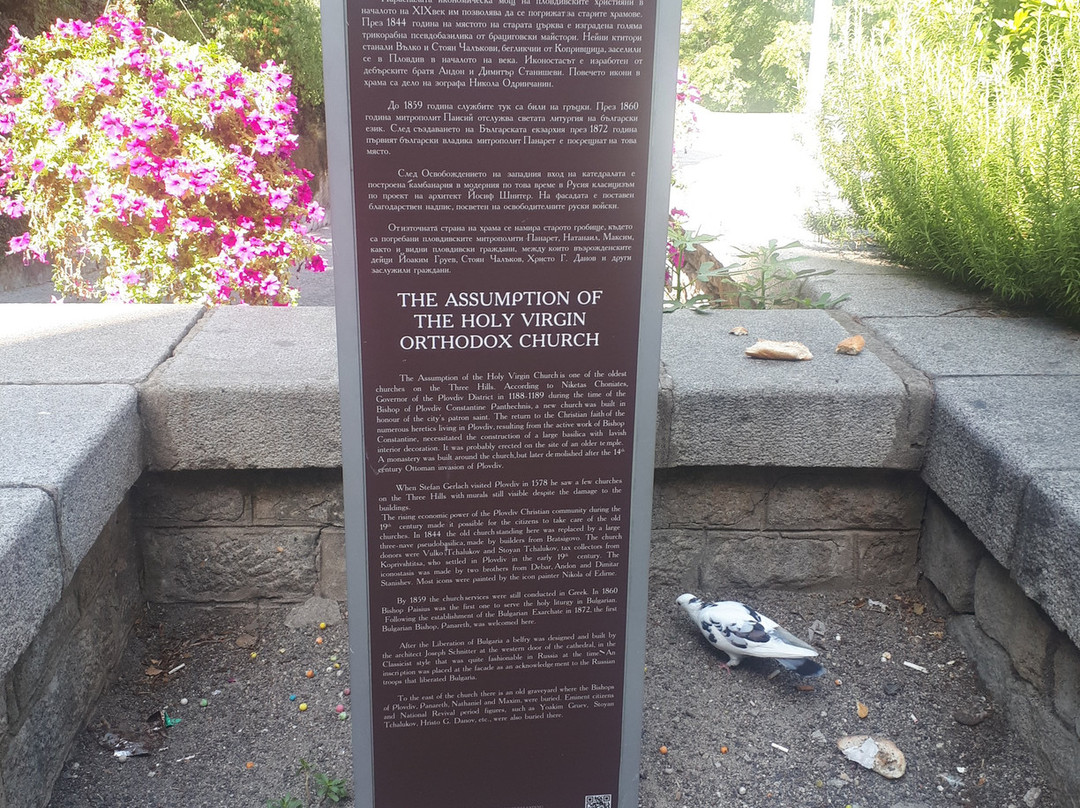 икономическа мощ на пловдивските християни в
началото на XIX век им позволява да се погрижат за старите храмове.
През 1844 година на мястото на старата църква е изградена голяма
трикорабна псевдобазилика от брациговски майстори. Нейни ктитори
станали Вълко и Стоян Чалъкови, бегликчии от Копривщица, заселили
се в Пловдив в началото на века. Иконостасът е изработен от
дебърските братя Андон и Димитър Станишеви. Повечето икони в
храма са дело на зографа Никола Одринчанин.
До 1859 година службите тук са били на гръцки. През 1860
година митрополит Паисий отслужва светата литургия на български
език. След създаването на Българската екзархия през 1872 година
първият български владика митрополит Панарет е посрещнат на това
място.
След Освобождението на западния вход на катедралата е
построена камбанария в модерния по това време в Русия класицизъм
по проект на архитект Йосиф Шнитер. На фасадата е поставен
благодарствен надпис, посветен на освободителните руски войски.
От източната страна на храма се намира старото гробище, където
са погребани пловдивските митрополити Панарет, Натанаил, Максим,
както и видни пловдивски граждани, между които възрожденските
дейци Йоаким Груев, Стоян Чалъков, Христо Г. Данов и други
заслужили граждани.
THE ASSUMPTION OF
THE HOLY VIRGIN
ORTHODOX CHURCH
The Assumption of the Holy Virgin Church is one of the oldest
churches on the Three Hills. According to Niketas Choniates,
Governor of the Plovdiv District in 1188-1189 during the time of the
Bishop of Plovdiv Constantine Panthechnis, a new church was built in
honour of the city's patron saint. The return to the Christian faith of the
numerous heretics living in Plovdiv, resulting from the active work of Bishop
Constantine, necessitated the construction of a large basilica with lavish
interior decoration. It was probably erected on the site of an older temple.
A monastery was built around the church, but later demolished after the 14th
century Ottoman invasion of Plovdiv.
When Stefan Gerlach visited Plovdiv in 1578 he saw a few churches
on the Three Hills with murals still visible despite the damage to the
buildings.
The rising economic power of the Plovdiv Christian community during the
19th century made it possible for the citizens to take care of the old
churches. In 1844 the old church standing here was replaced by a large
three-nave pseudobasilica, made by builders from Bratsigovo. The church
donors were Vulko Tchalukov and Stoyan Tchalukov, tax collectors from
Koprivshtitsa, who settled in Plovdiv in the early 19th century. The
iconostasis was made by two brothers from Debar, Andon and Dimitar
Stanishev. Most icons were painted by the icon painter Nikola of Edirne.
By 1859 the church services were still conducted in Greek. In 1860
Bishop Paisius was the first one to serve the holy liturgy in Bulgarian.
Following the establishment of the Bulgarian Exarchate in 1872, the first
Bulgarian Bishop, Panareth, was welcomed here.
After the Liberation of Bulgaria a belfry was designed and built by
the architect Joseph Schnitter at the western door of the cathedral, in the
Classicist style that was quite fashionable in Russia at the time. An
inscription was placed at the facade as an acknowledgement to the Russian
troops that liberated Bulgaria.
To the east of the church there is an old graveyard where the Bishops
of Plovdiv, Panareth, Nathaniel and Maxim, were buried. Eminent citizens
and National Revival period figures, such as Yoakim Gruev, Stoyan
Tchalukov, Hristo G. Danov, etc., were also buried there.